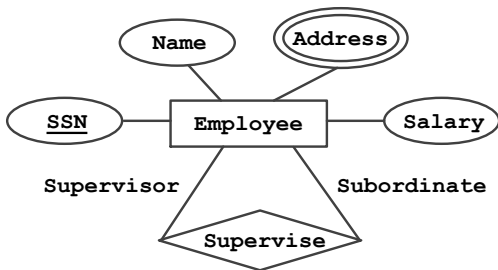 Name
Address
SSN
Employee
Salary
Supervisor
Subordinate
Supervise